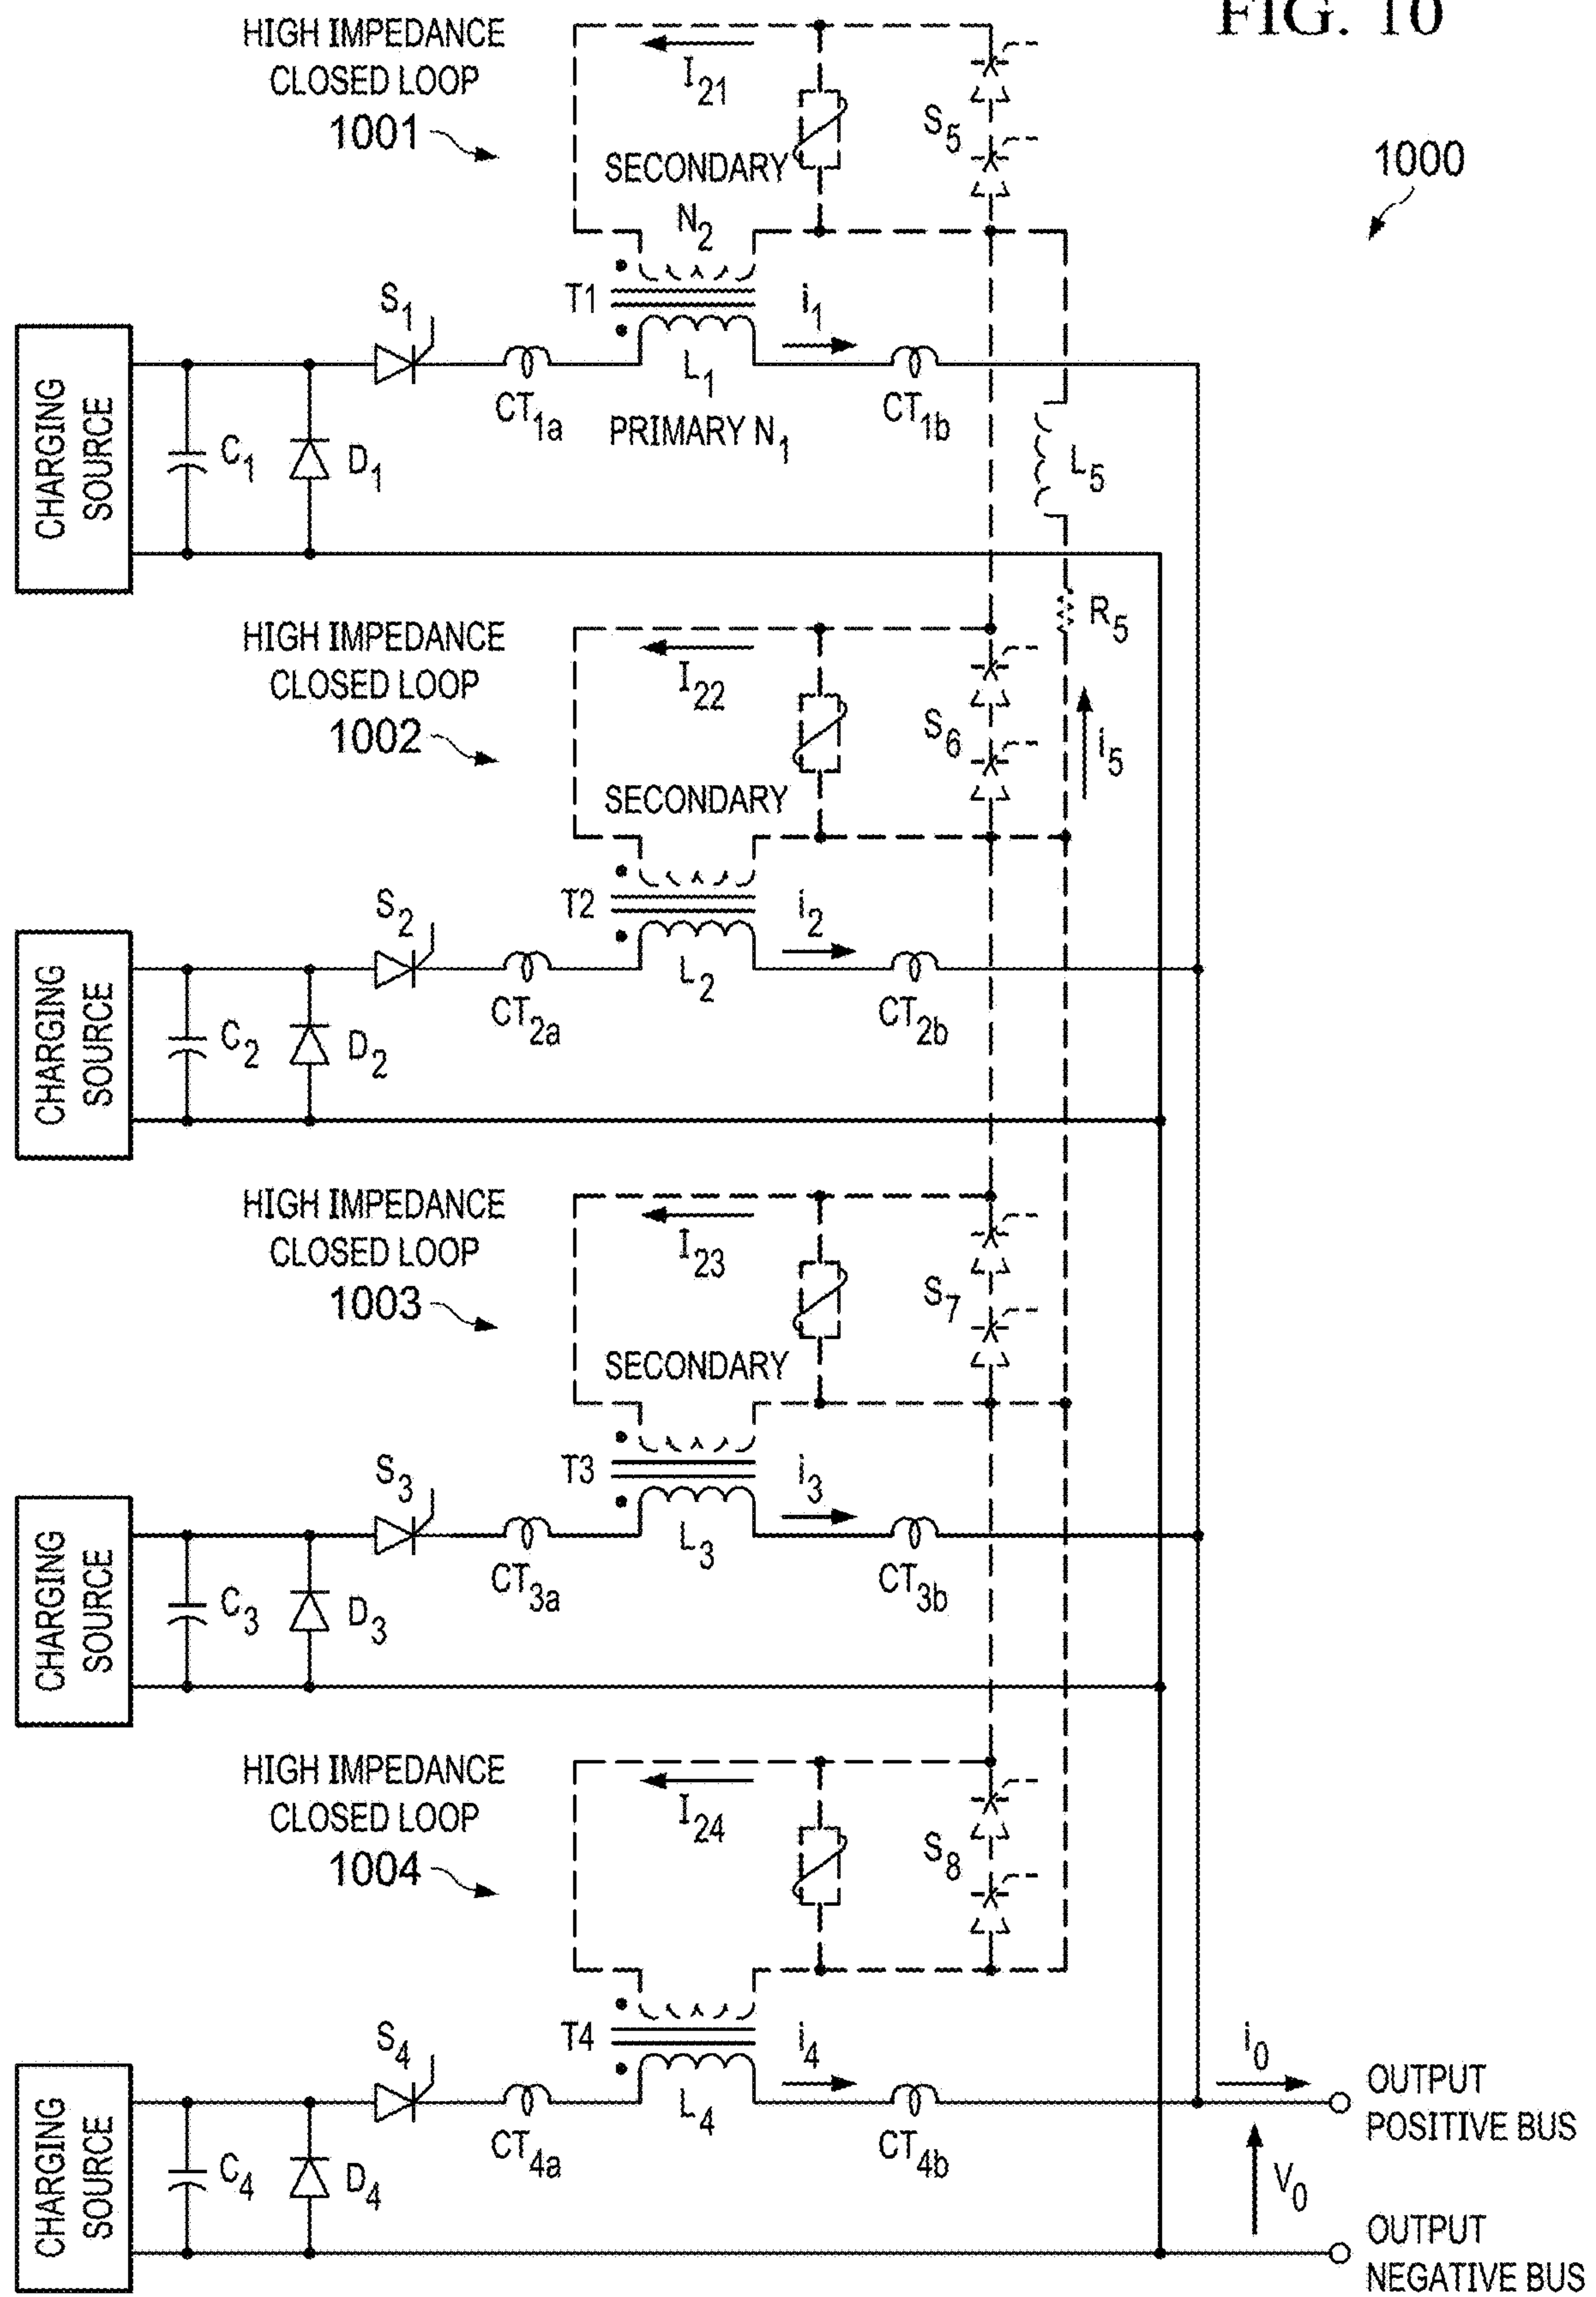 FIG. 10
1000
HIGH IMPEDANCE
CLOSED LOOP
1001
I21
S5
SECONDARY
N2
T1
S1
i1
CHARGING
SOURCE
C1
D1
CT1a
L1
PRIMARY N1
CT1b
L5
R5
HIGH IMPEDANCE
CLOSED LOOP
1002
I22
S6
i5
SECONDARY
T2
S2
i2
CHARGING
SOURCE
C2
D2
CT2a
L2
CT2b
HIGH IMPEDANCE
CLOSED LOOP
1003
I23
S7
SECONDARY
T3
S3
i3
CHARGING
SOURCE
C3
D3
CT3a
L3
CT3b
HIGH IMPEDANCE
CLOSED LOOP
1004
I24
S8
T4
S4
i4
CHARGING
SOURCE
C4
D4
CT4a
L4
CT4b
i0
OUTPUT
POSITIVE BUS
V0
OUTPUT
NEGATIVE BUS